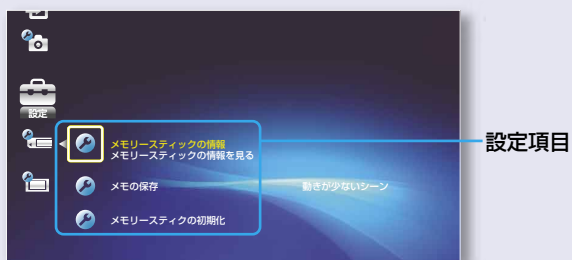 設定
メモリースティックの情報
メモリースティックの情報を見る
メモの保存
動きが少ないシーン
メモリースティクの初期化
設定項目